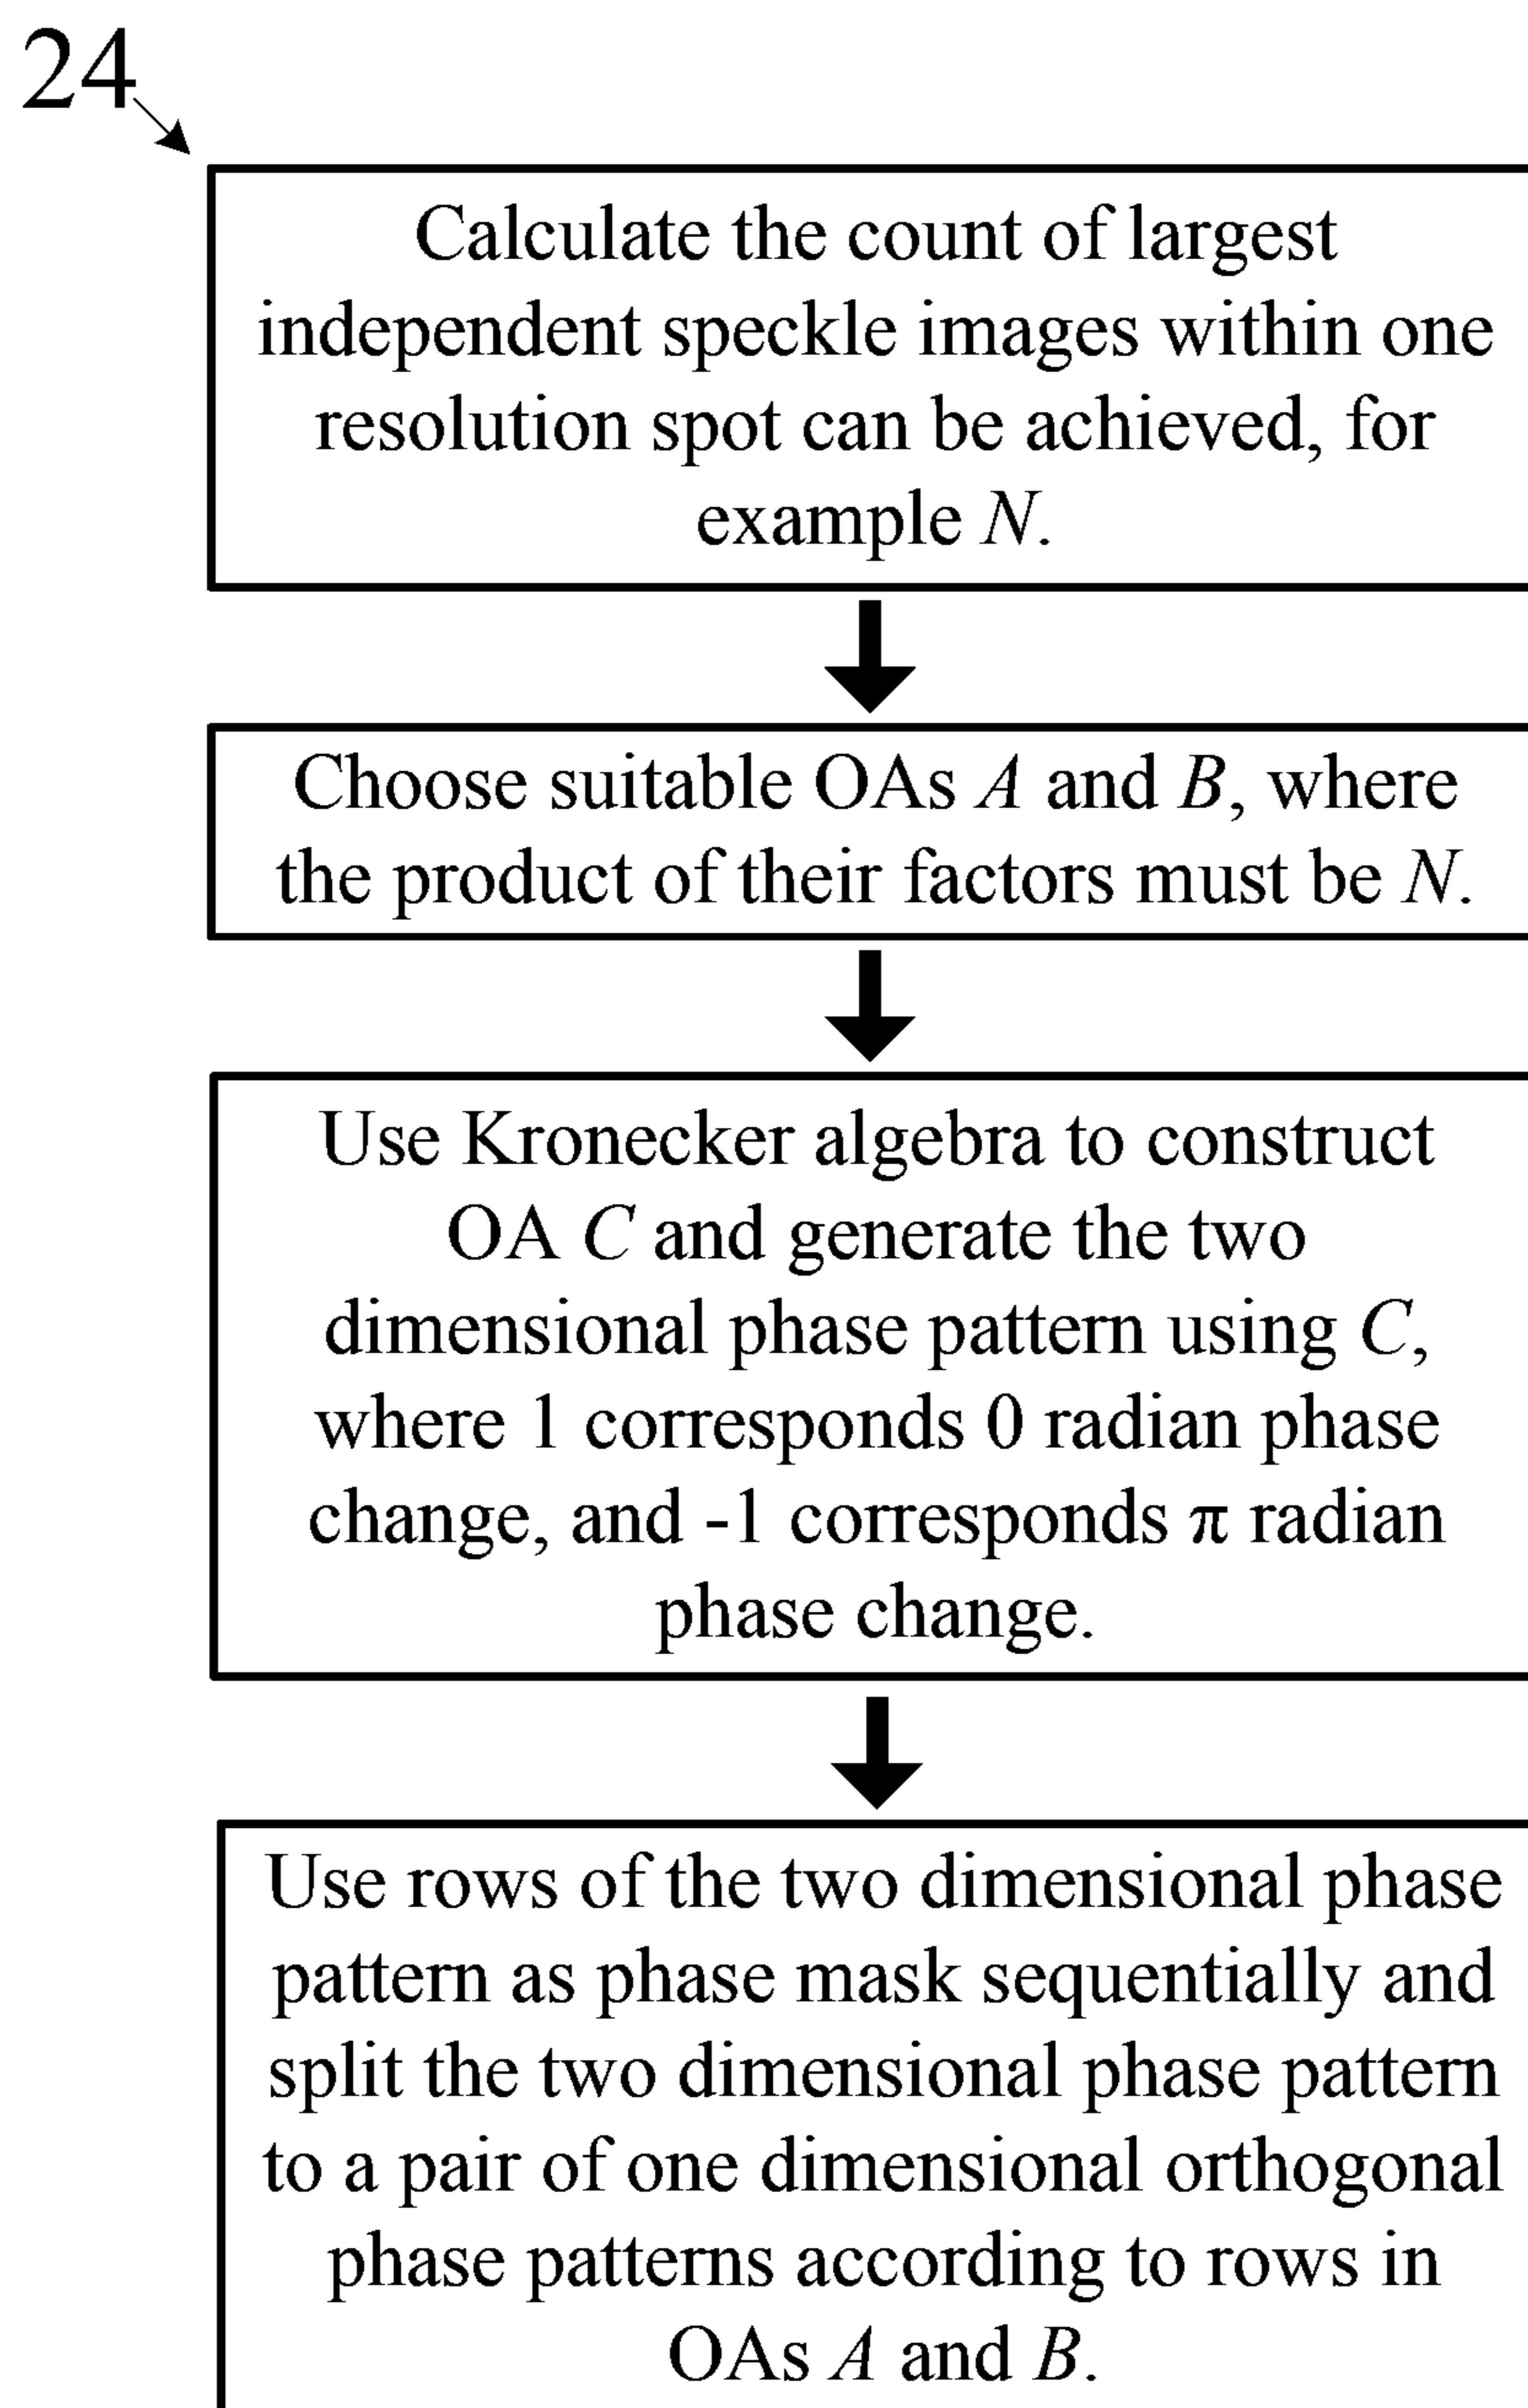 24
Calculate the count of largest
independent speckle images within one
resolution spot can be achieved, for
example N.
Choose suitable OAs A and B, where
the product of their factors must be N.
Use Kronecker algebra to construct
OA C and generate the two
dimensional phase pattern using C,
where 1 corresponds 0 radian phase
change, and -1 corresponds π radian
phase change.
Use rows of the two dimensional phase
pattern as phase mask sequentially and
split the two dimensional phase pattern
to a pair of one dimensional orthogonal
phase patterns according to rows in
OAs A and B.